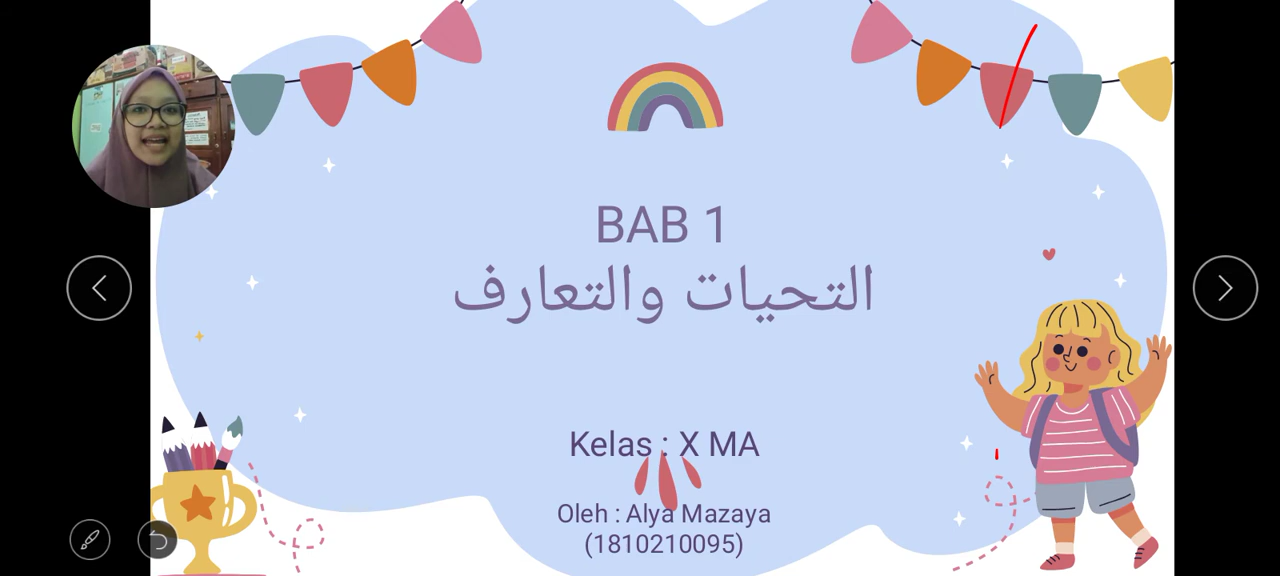 BAB 1
التحيات والتعارف
Kelas : X MA
Oleh : Alya Mazaya
(1810210095)